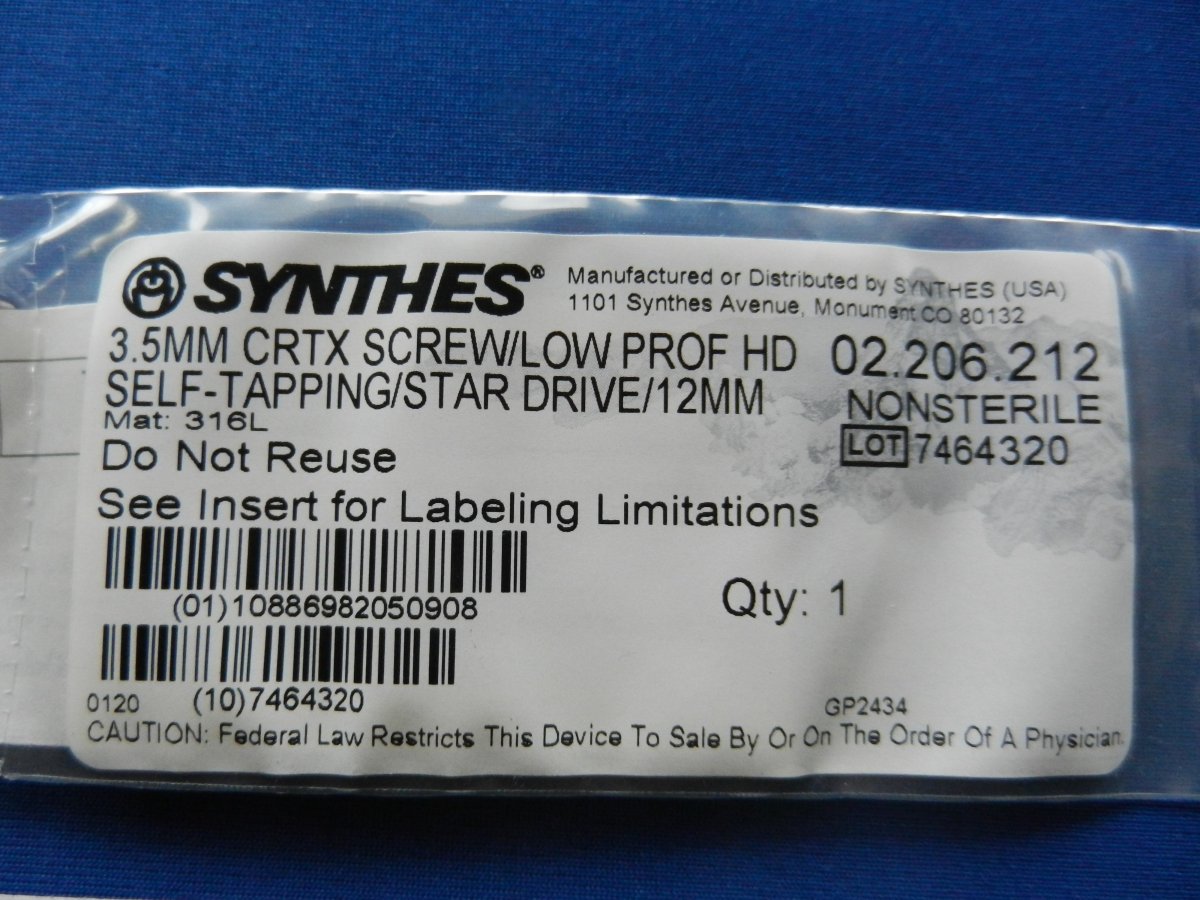 SYNTHES®
Manufactured or Distributed by SYNTHES (USA)
1101 Synthes Avenue, Monument CO 80132
3.5MM CRTX SCREW/LOW PROF HD
SELF-TAPPING/STAR DRIVE/12MM
02.206.212
NONSTERILE
Mat: 316L
LOT 7464320
Do Not Reuse
See Insert for Labeling Limitations
(01)10886982050908
Qty: 1
(10)7464320
0120
GP2434
CAUTION: Federal Law Restricts This Device To Sale By Or On The Order Of A Physician.